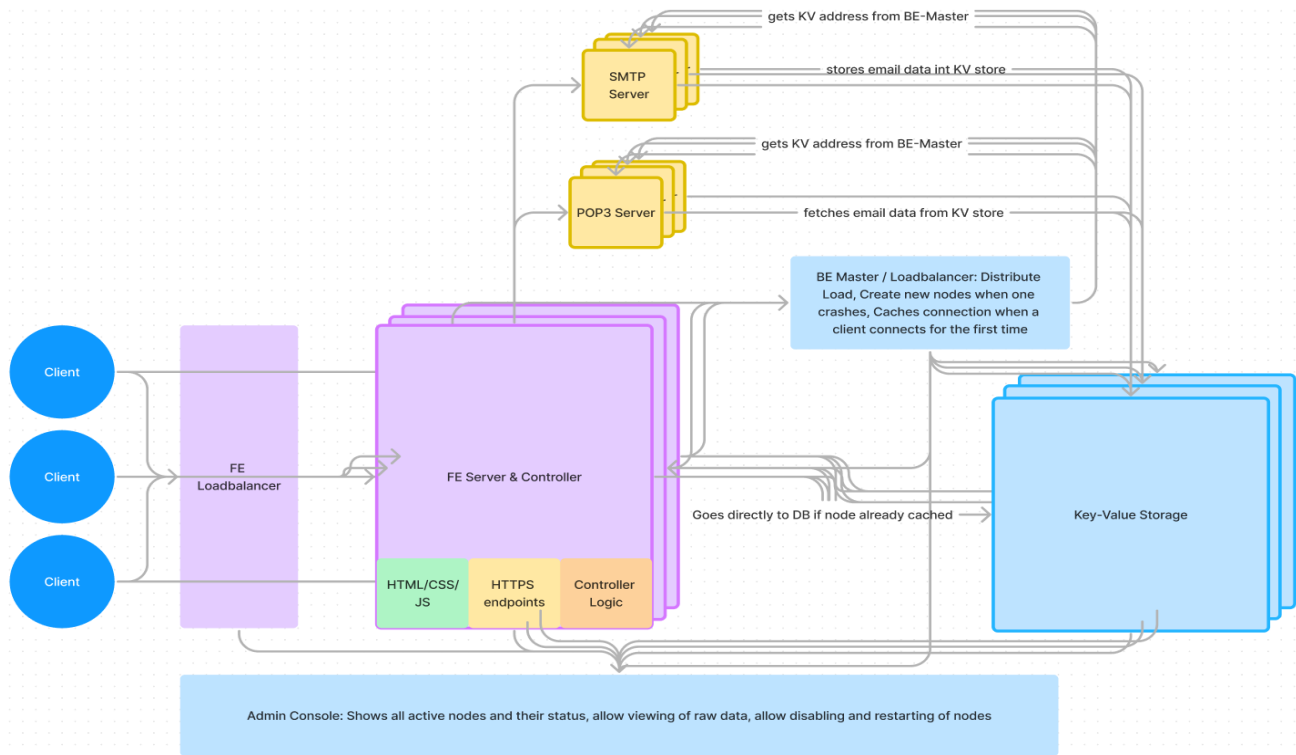 gets KV address from BE-Master
SMTP
Server
stores email data int KV store
gets KV address from BE-Master
POP3 Server
fetches email data from KV store
BE Master / Loadbalancer: Distribute
Load, Create new nodes when one
crashes, Caches connection when a
client connects for the first time
Client
Client
Client
FE
Loadbalancer
FE Server & Controller
Goes directly to DB if node already cached
Key-Value Storage
HTML/CSS/
JS
HTTPS
endpoints
Controller
Logic
Admin Console: Shows all active nodes and their status, allow viewing of raw data, allow disabling and restarting of nodes